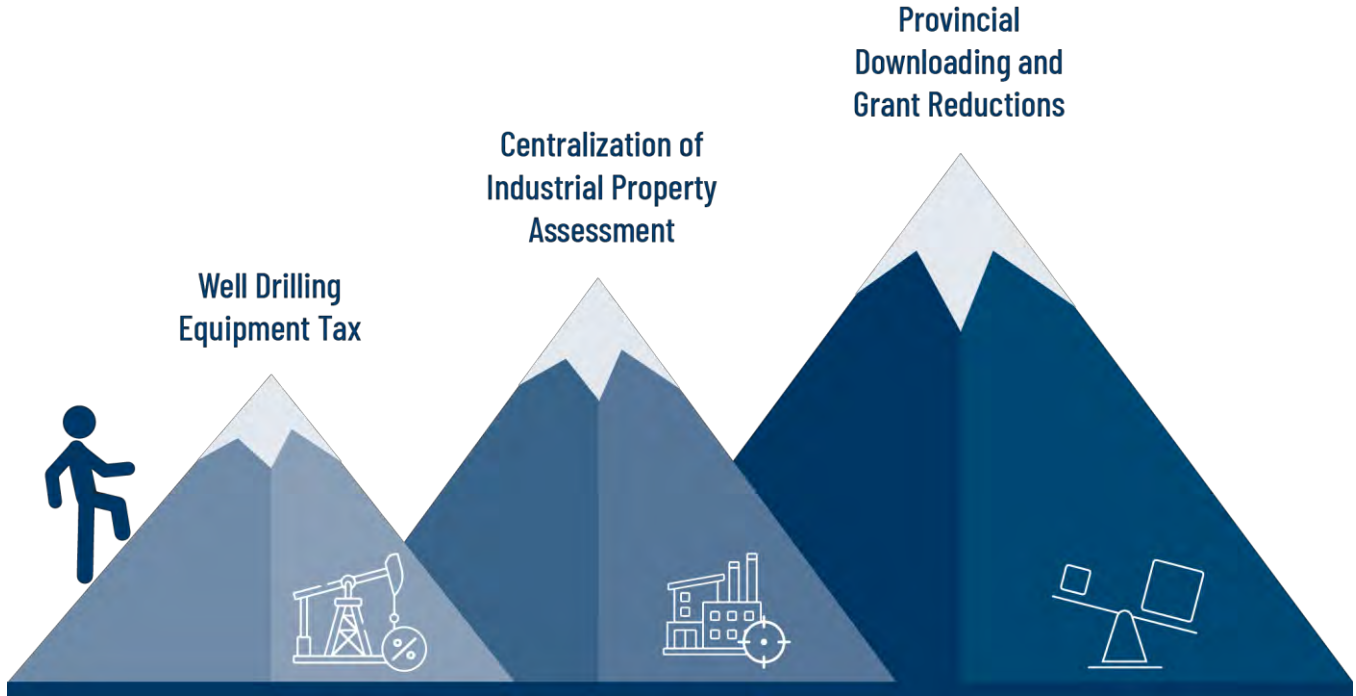 Well Drilling
Equipment Tax
Centralization of
Industrial Property
Assessment
Provincial
Downloading and
Grant Reductions
%